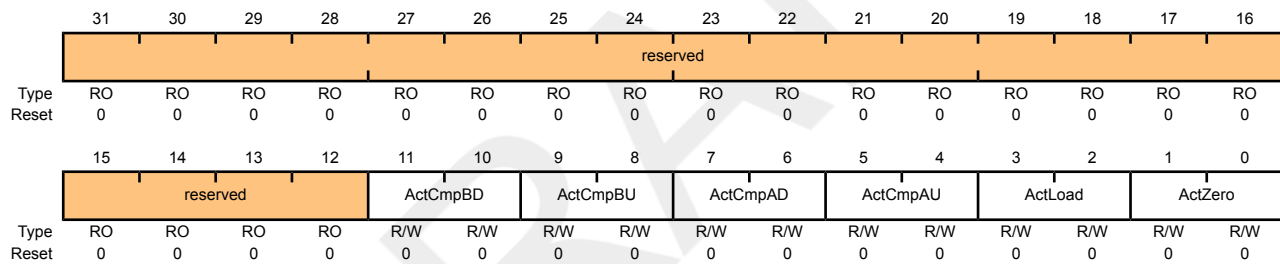 31 30 29 28 27 26 25 24 23 22 21 20 19 18 17 16
reserved
Type RO RO RO RO RO RO RO RO RO RO RO RO RO RO RO RO
Reset 0 0 0 0 0 0 0 0 0 0 0 0 0 0 0 0
15 14 13 12 11 10 9 8 7 6 5 4 3 2 1 0
reserved ActCmpBD ActCmpBU ActCmpAD ActCmpAU ActLoad ActZero
Type RO RO RO RO R/W R/W R/W R/W R/W R/W R/W R/W R/W R/W R/W R/W
Reset 0 0 0 0 0 0 0 0 0 0 0 0 0 0 0 0